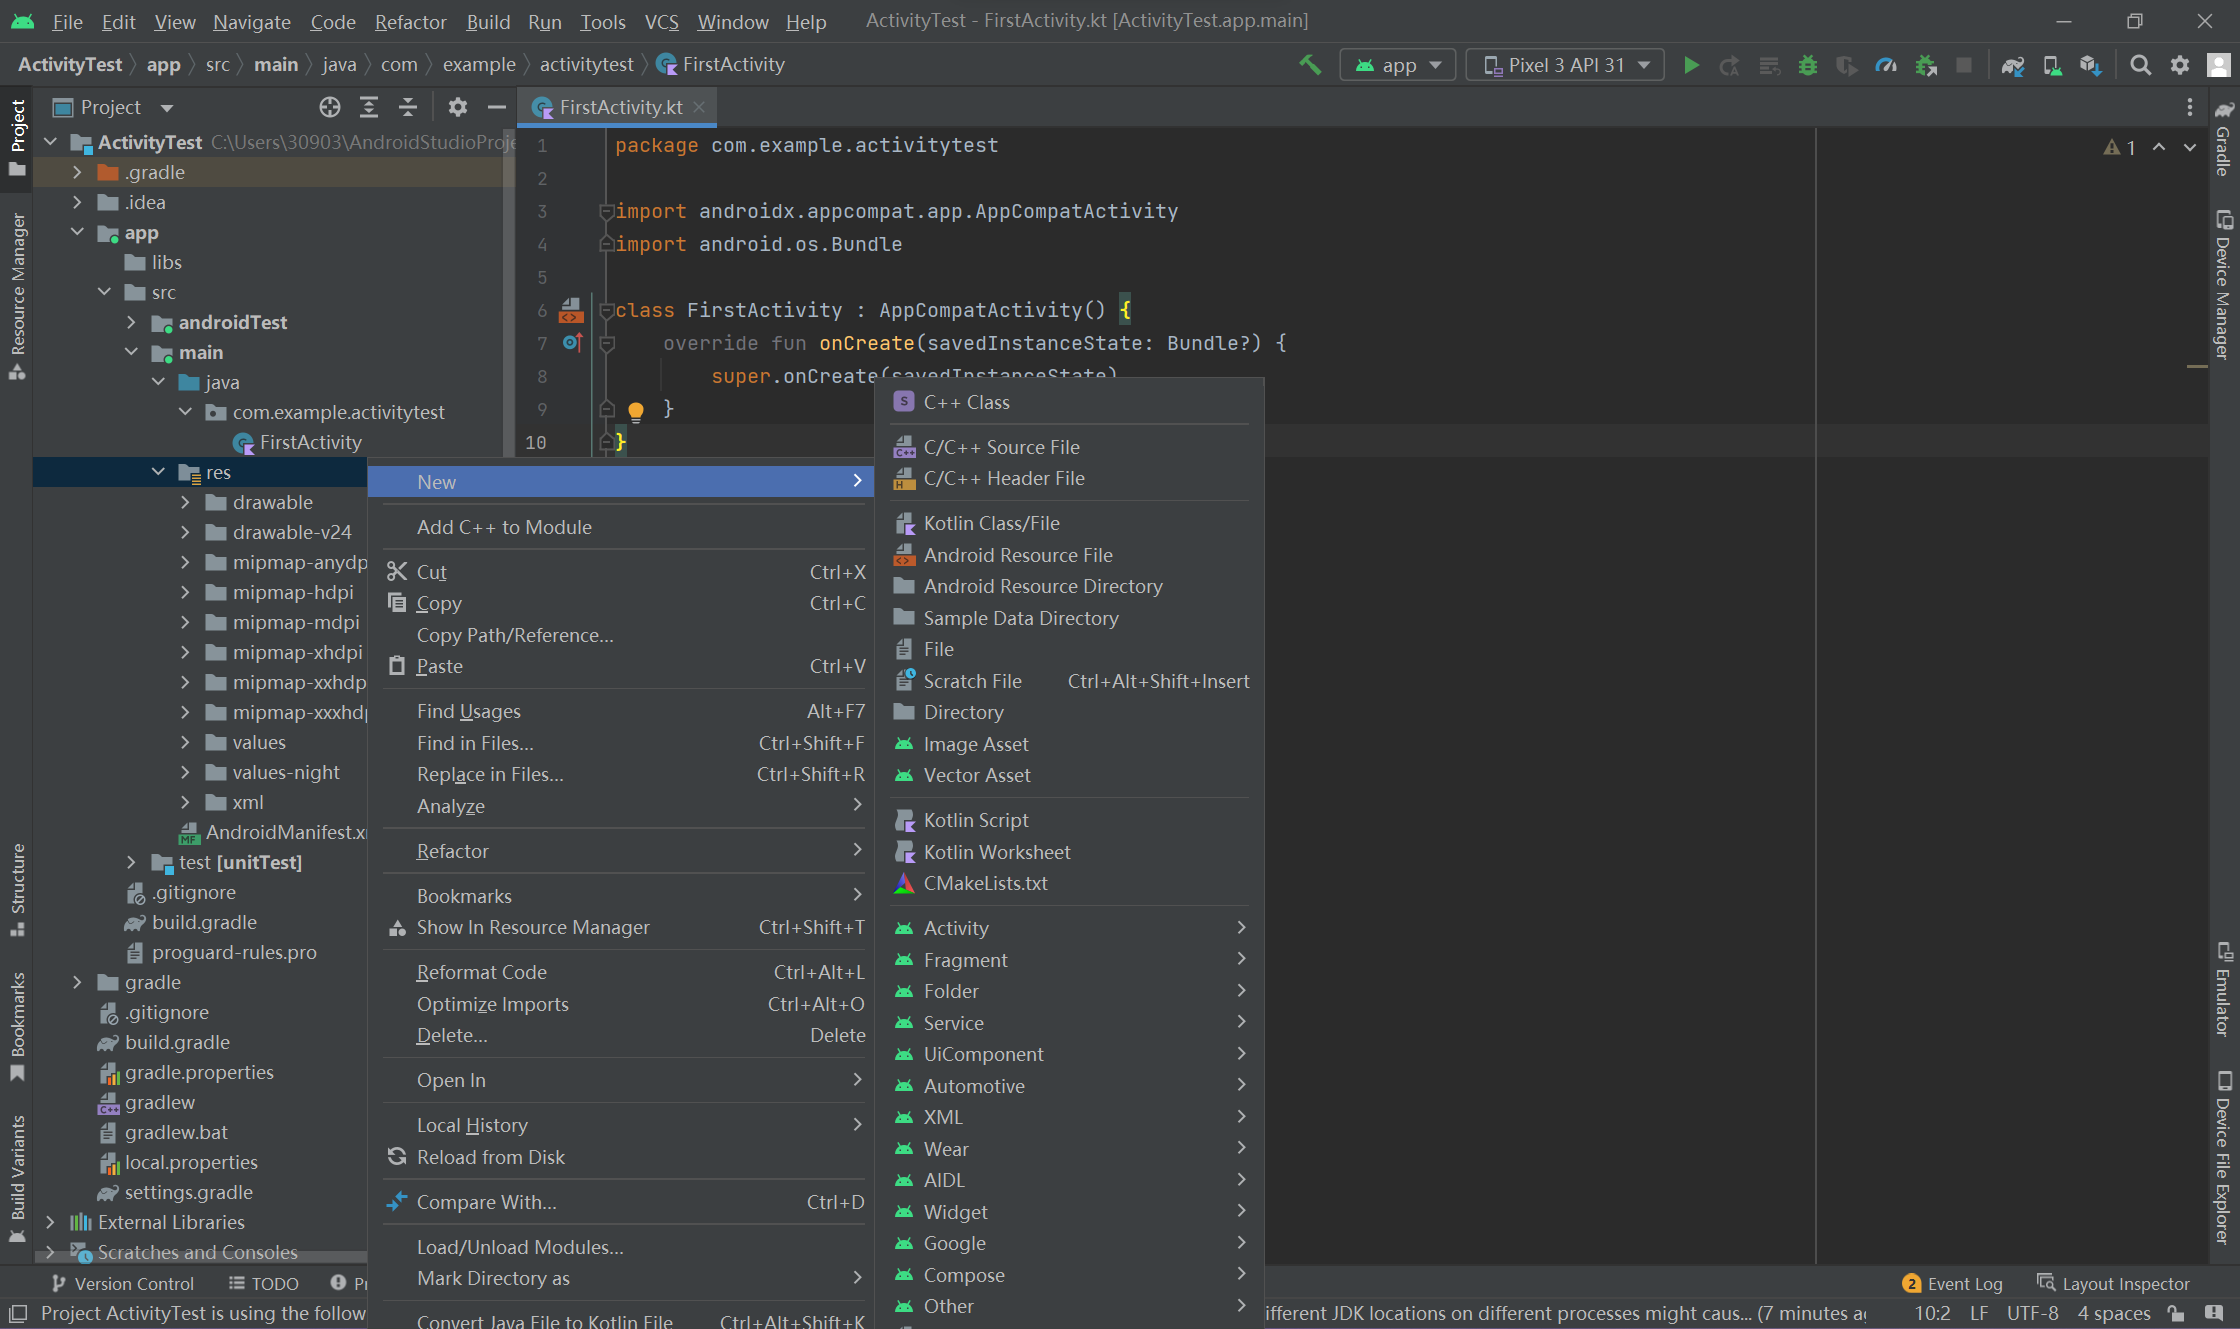 File Edit View Navigate Code Refactor Build Run Tools VCS Window Help ActivityTest - FirstActivity.kt [ActivityTest.app.main]
ActivityTest app src main java com example activitytest FirstActivity app Pixel 3 API 31
Project
FirstActivity.kt
Project
Resource Manager
Structure
Bookmarks
Build Variants
ActivityTest C:\Users\30903\AndroidStudioProje
.gradle
.idea
app
libs
src
androidTest
main
java
com.example.activitytest
FirstActivity
res
drawable
drawable-v24
mipmap-anydp
mipmap-hdpi
mipmap-mdpi
mipmap-xhdpi
mipmap-xxhdp
mipmap-xxxhdp
values
values-night
xml
AndroidManifest.x
test [unitTest]
.gitignore
build.gradle
proguard-rules.pro
gradle
.gitignore
build.gradle
gradle.properties
gradlew
gradlew.bat
local.properties
settings.gradle
External Libraries
Scratches and Consoles
1 package com.example.activitytest
2
3 import androidx.appcompat.app.AppCompatActivity
4 import android.os.Bundle
5
6 class FirstActivity : AppCompatActivity() {
7 override fun onCreate(savedInstanceState: Bundle?) {
8 super.onCreate(savedInstanceState)
9 }
10 }
1
New
Add C++ to Module
Cut Ctrl+X
Copy Ctrl+C
Copy Path/Reference...
Paste Ctrl+V
Find Usages Alt+F7
Find in Files... Ctrl+Shift+F
Replace in Files... Ctrl+Shift+R
Analyze
Refactor
Bookmarks
Show In Resource Manager Ctrl+Shift+T
Reformat Code Ctrl+Alt+L
Optimize Imports Ctrl+Alt+O
Delete... Delete
Open In
Local History
Reload from Disk
Compare With... Ctrl+D
Load/Unload Modules...
Mark Directory as
Convert Java File to Kotlin File Ctrl+Alt+Shift+K
C++ Class
C/C++ Source File
C/C++ Header File
Kotlin Class/File
Android Resource File
Android Resource Directory
Sample Data Directory
File
Scratch File Ctrl+Alt+Shift+Insert
Directory
Image Asset
Vector Asset
Kotlin Script
Kotlin Worksheet
CMakeLists.txt
Activity
Fragment
Folder
Service
UiComponent
Automotive
XML
Wear
AIDL
Widget
Google
Compose
Other
Gradle
Device Manager
Emulator
Device File Explorer
Version Control TODO Pr 2 Event Log Layout Inspector
Project ActivityTest is using the follow ifferent JDK locations on different processes might caus... (7 minutes ag 10:2 LF UTF-8 4 spaces